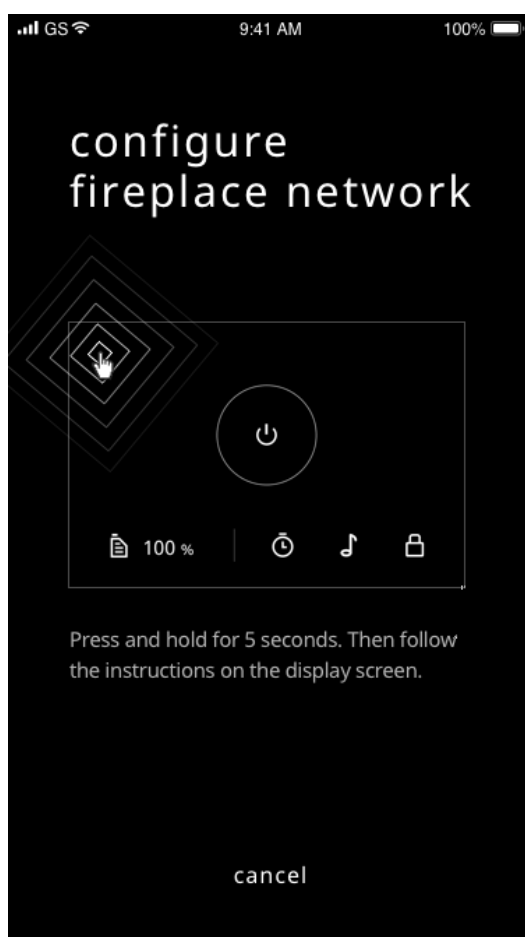 GS 9:41 AM 100%
configure
fireplace network
100 %
Press and hold for 5 seconds. Then follow
the instructions on the display screen.
cancel